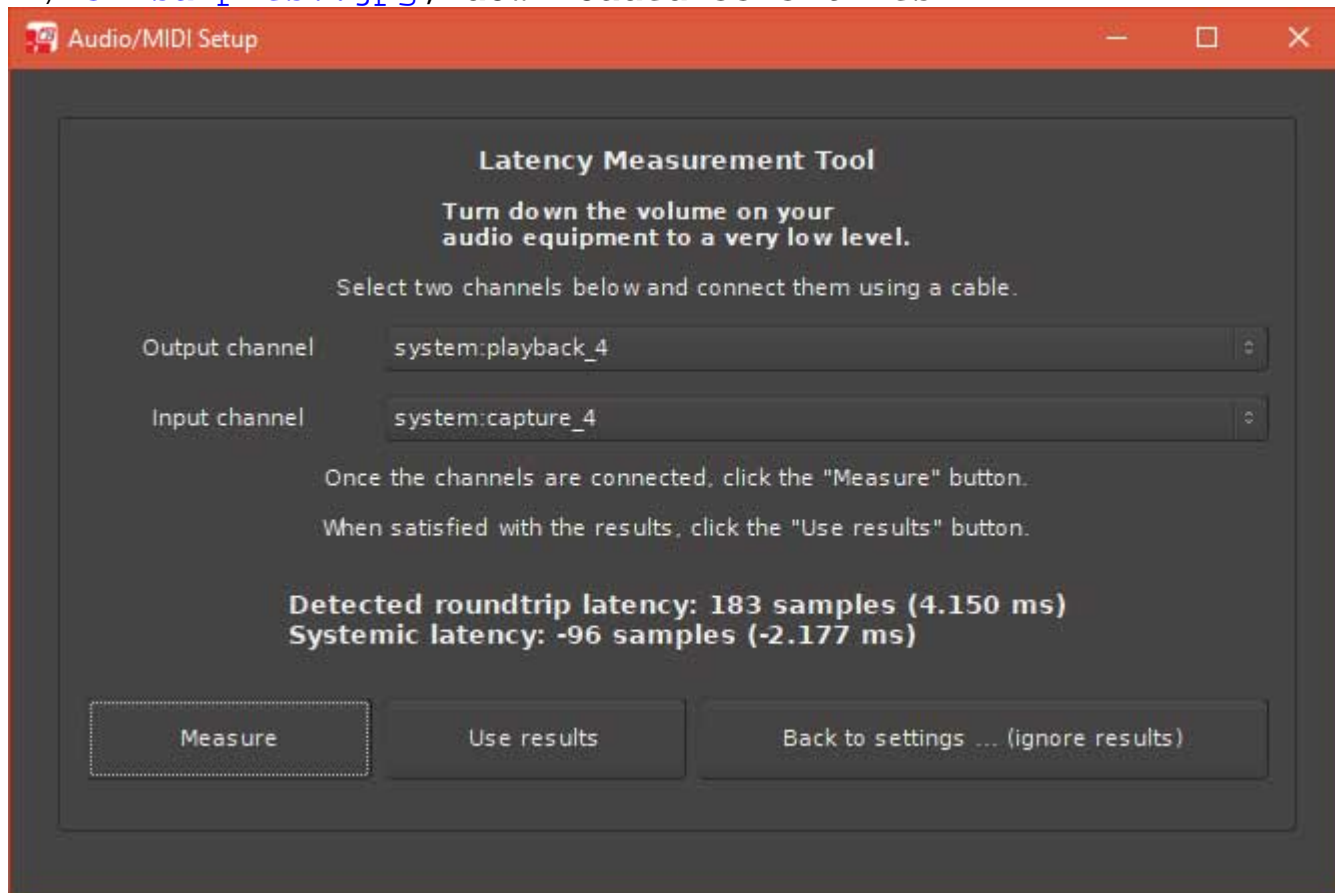 Audio/MIDI Setup
Latency Measurement Tool
Turn down the volume on your
audio equipment to a very low level.
Select two channels below and connect them using a cable.
Output channel system:playback_4
Input channel system:capture_4
Once the channels are connected, click the "Measure" button.
When satisfied with the results, click the "Use results" button.
Detected roundtrip latency: 183 samples (4.150 ms)
Systemic latency: -96 samples (-2.177 ms)
Measure Use results Back to settings ... (ignore results)